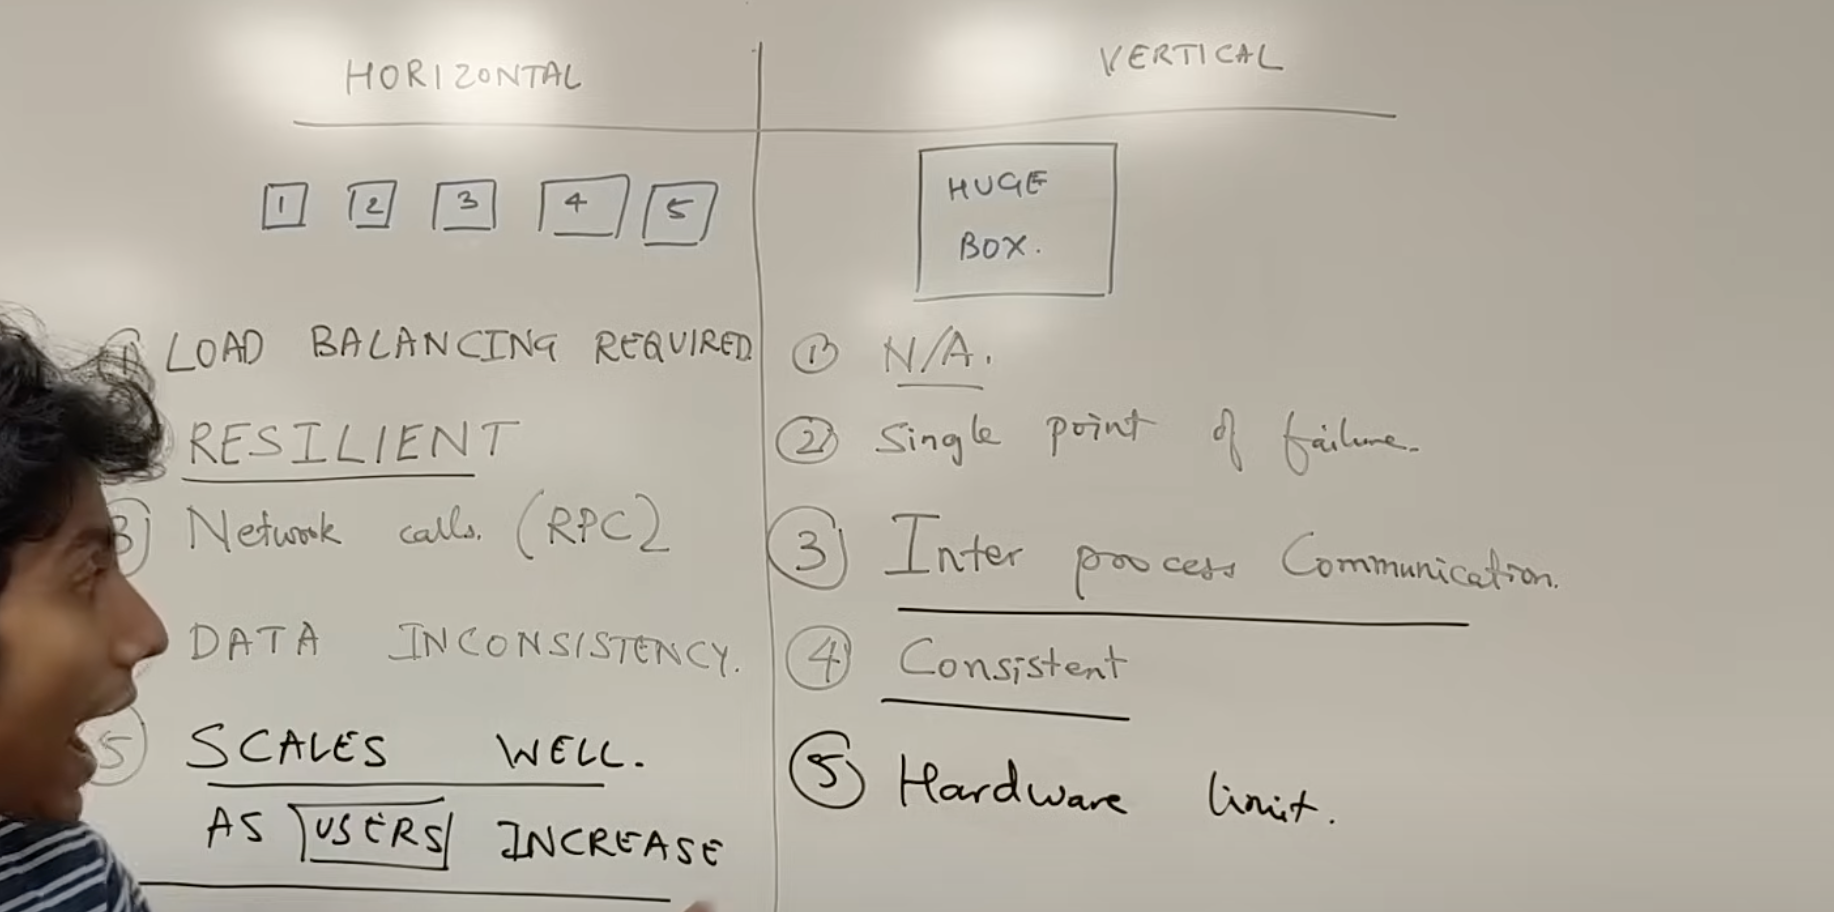 HORIZONTAL
1 2 3 4 5
1) LOAD BALANCING REQUIRED
RESILIENT
3) Network calls. (RPC)
DATA INCONSISTENCY.
5) SCALES WELL.
AS USERS INCREASE
VERTICAL
HUGE
BOX.
1) N/A.
2) Single point of failure.
3) Inter process Communication.
4) Consistent
5) Hardware limit.